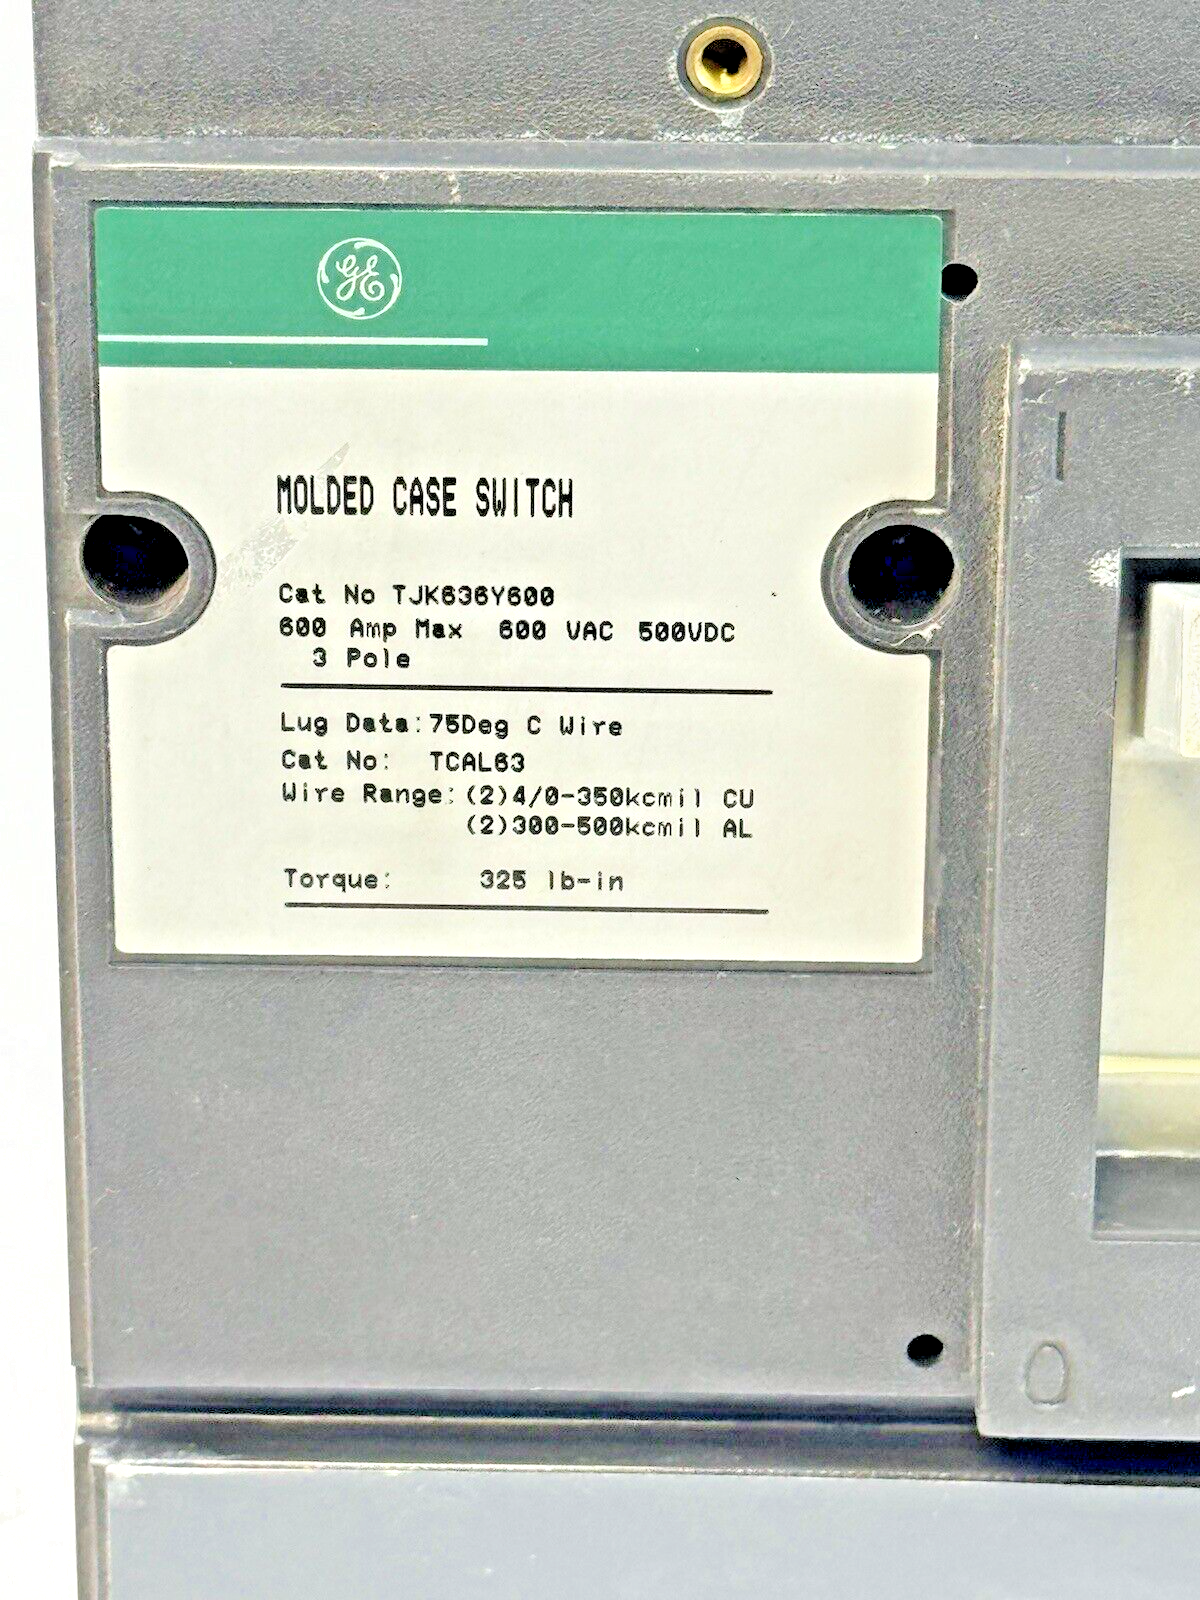 GE
MOLDED CASE SWITCH
Cat No TJK636Y600
600 Amp Max 600 VAC 500VDC
3 Pole
Lug Data: 75Deg C Wire
Cat No: TCAL63
Wire Range: (2)4/0-350kcmil CU
(2)300-500kcmil AL
Torque: 325 lb-in
I
O